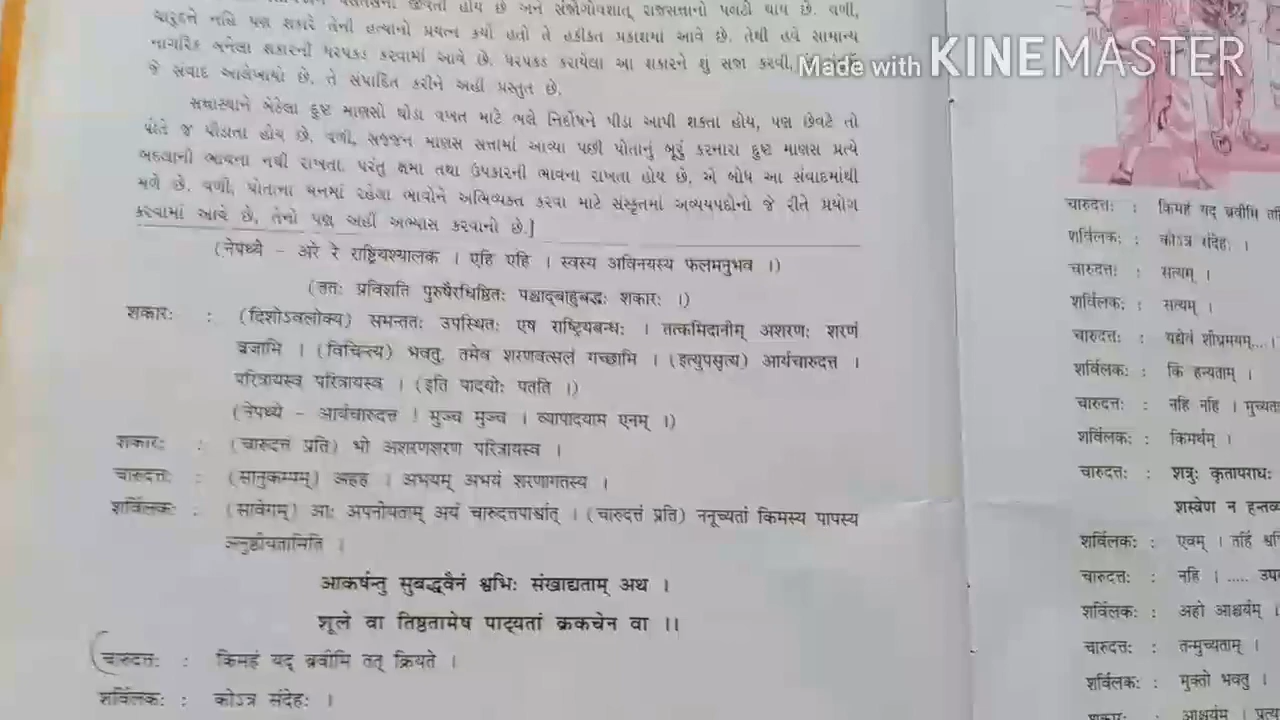 હોય છે અને સંજોગોવશાત્ રાજસત્તાનો પલટો થાય છે. વળી,
ચારુદત્તે નહિ પણ શકારે તેની હત્યાનો પ્રયત્ન કર્યો હતો તે હકીકત પ્રકાશમાં આવે છે. તેથી હવે સામાન્ય
નાગરિક બનેલા શકારની ધરપકડ કરવામાં આવે છે. ધરપકડ કરાયેલા આ શકારને શું સજા કરવી,
Made with KINEMASTER
જે સંવાદ આલેખાયો છે, તે સંપાદિત કરીને અહીં પ્રસ્તુત છે.
સત્તાસ્થાને બેઠેલા દુષ્ટ માણસો થોડા વખત માટે ભલે નિર્દોષને પીડા આપી શકતા હોય, પણ છેવટે તો
પોતે જ પીડાતા હોય છે. વળી, સજ્જન માણસ સત્તામાં આવ્યા પછી પોતાનું બૂરું કરનારા દુષ્ટ માણસ પ્રત્યે
બદલાની ભાવના નથી રાખતા, પરંતુ ક્ષમા તથા ઉપકારની ભાવના રાખતા હોય છે, એ બોધ આ સંવાદમાંથી
મળે છે. વળી, પોતાના મનમાં રહેલા ભાવોને અભિવ્યક્ત કરવા માટે સંસ્કૃતમાં અવ્યયપદોનો જે રીતે પ્રયોગ
કરવામાં આવે છે, તેનો પણ અહીં અભ્યાસ કરવાનો છે.]
(नेपथ्ये - अरे रे राष्ट्रियश्यालक । एहि एहि । स्वस्य अविनयस्य फलमनुभव ।)
(ततः प्रविशति पुरुषैरधिष्ठितः पश्चाद्बाहुबद्धः शकारः ।)
शकारः : (दिशोऽवलोक्य) समन्ततः उपस्थितः एष राष्ट्रियबन्धः । तत्कमिदानीम् अशरणः शरणं
व्रजामि । (विचिन्त्य) भवतु, तमेव शरणवत्सलं गच्छामि । (इत्युपसृत्य) आर्यचारुदत्त ।
परित्रायस्व परित्रायस्व । (इति पादयोः पतति ।)
(नेपथ्ये - आर्यचारुदत्त । मुञ्च मुञ्च । व्यापादयाम एनम् ।)
शकारः : (चारुदत्तं प्रति) भो अशरणशरण परित्रायस्व ।
चारुदत्तः : (सानुकम्पम्) अहह । अभयम् अभयं शरणागतस्य ।
शर्विलकः : (सावेगम्) आः अपनीयताम् अयं चारुदत्तपार्श्वात् । (चारुदत्तं प्रति) ननूच्यतां किमस्य पापस्य
अनुष्ठीयतामिति ।
आकर्षन्तु सुबद्ध्वैनं श्वभिः संखाद्यताम् अथ ।
शूले वा तिष्ठतामेष पाट्यतां क्रकचेन वा ।।
चारुदत्तः : किमहं यद् ब्रवीमि तत् क्रियते ।
शर्विलकः : कोऽत्र संदेहः ।
चारुदत्तः : किमहं यद् ब्रवीमि
शर्विलकः : कोऽत्र संदेहः ।
चारुदत्तः : सत्यम् ।
शर्विलकः : सत्यम् ।
चारुदत्तः : यद्येवं शीघ्रमयम्...
शर्विलकः : किं हन्यताम् ।
चारुदत्तः : नहि नहि ।
शर्विलकः : किमर्थम् ।
चारुदत्तः : शत्रुः कृतापराधः
शस्त्रेण न
शर्विलकः : एवम् । तर्हि
चारुदत्तः : नहि । .....
शर्विलकः : अहो आश्चर्यम् ।
चारुदत्तः : तन्मुच्यताम् ।
शर्विलकः : मुक्तो भवतु ।
शकारः : आश्चर्यम् ।